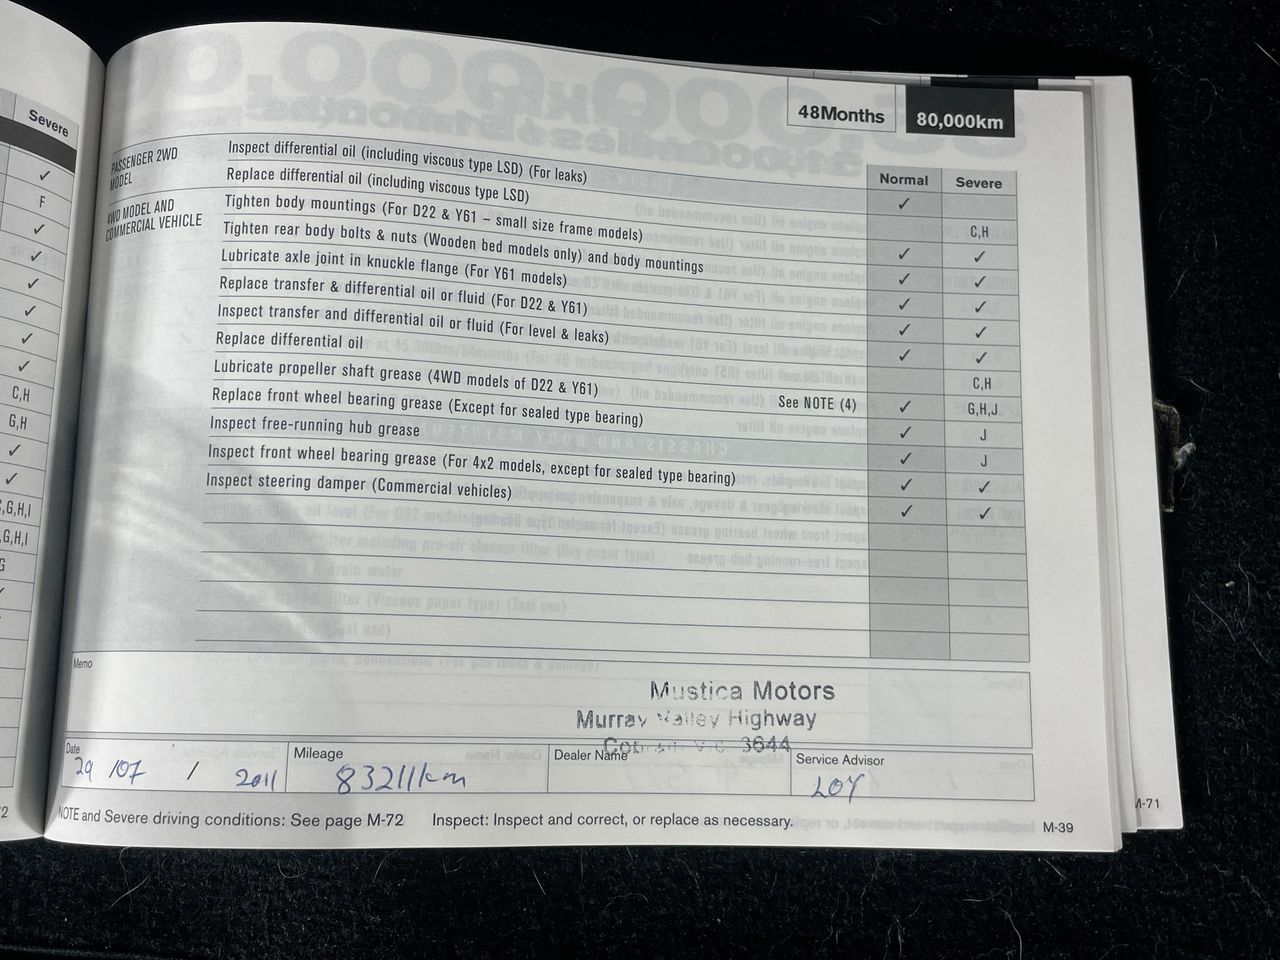 Severe
✓
F
✓
✓
✓
✓
✓
✓
C,H
G,H
✓
✓
G,H,I
G,H,I
G
48Months 80,000km
Normal Severe
PASSENGER 2WD MODEL
Inspect differential oil (including viscous type LSD) (For leaks) ✓
Replace differential oil (including viscous type LSD) C,H
4WD MODEL AND COMMERCIAL VEHICLE
Tighten body mountings (For D22 & Y61 – small size frame models) ✓ ✓
Tighten rear body bolts & nuts (Wooden bed models only) and body mountings ✓ ✓
Lubricate axle joint in knuckle flange (For Y61 models) ✓ ✓
Replace transfer & differential oil or fluid (For D22 & Y61) ✓ ✓
Inspect transfer and differential oil or fluid (For level & leaks) ✓ ✓
Replace differential oil C,H
Lubricate propeller shaft grease (4WD models of D22 & Y61) See NOTE (4) ✓ G,H,J
Replace front wheel bearing grease (Except for sealed type bearing) ✓ J
Inspect free-running hub grease ✓ J
Inspect front wheel bearing grease (For 4x2 models, except for sealed type bearing) ✓ ✓
Inspect steering damper (Commercial vehicles) ✓ ✓
Memo
Mustica Motors
Murray Valley Highway
3644
Date 29 /07 / 2011
Mileage 83211km
Dealer Name
Service Advisor LOY
NOTE and Severe driving conditions: See page M-72 Inspect: Inspect and correct, or replace as necessary.
M-39
M-71